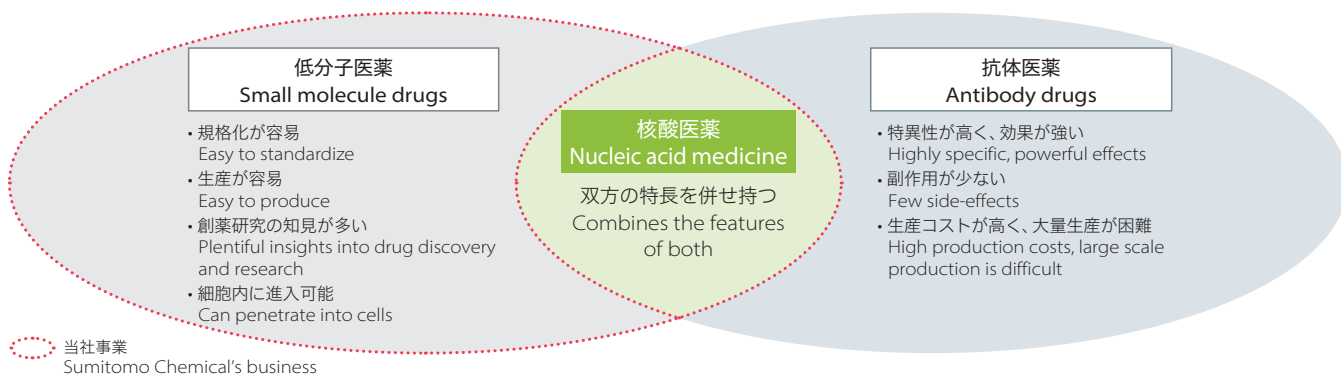 低分子医薬
Small molecule drugs
・規格化が容易
Easy to standardize
・生産が容易
Easy to produce
・創薬研究の知見が多い
Plentiful insights into drug discovery
and research
・細胞内に進入可能
Can penetrate into cells
核酸医薬
Nucleic acid medicine
双方の特長を併せ持つ
Combines the features
of both
抗体医薬
Antibody drugs
・特異性が高く、効果が強い
Highly specific, powerful effects
・副作用が少ない
Few side-effects
・生産コストが高く、大量生産が困難
High production costs, large scale
production is difficult
当社事業
Sumitomo Chemical's business